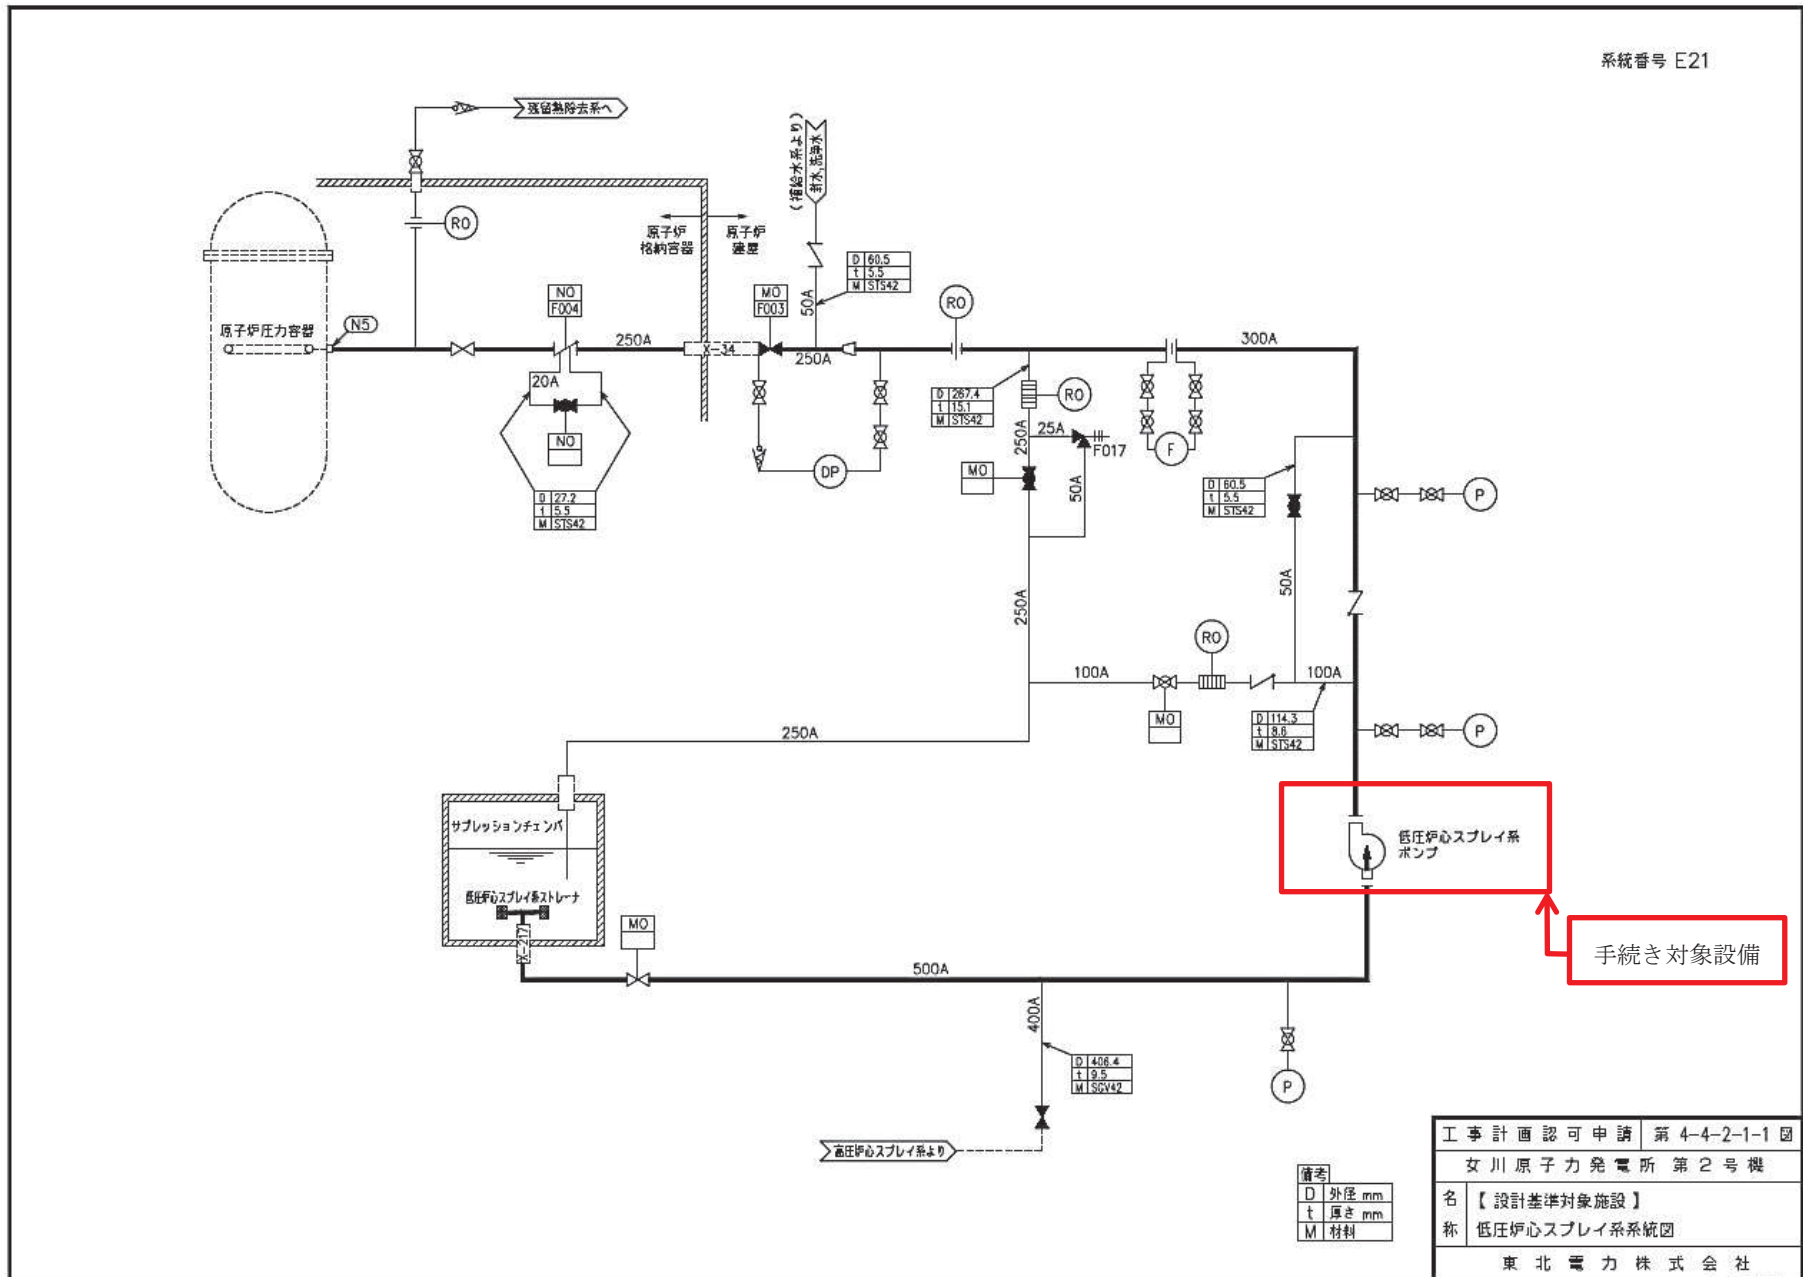 系統番号 E21
残留熱除去系へ
(補給水系より)
封水,洗浄水
RO
原子炉
格納容器
原子炉
建屋
D 60.5
t 5.5
M STS42
50A
NO
F004
MO
F003
RO
原子炉圧力容器
N5
250A
X-34
250A
300A
20A
NO
D 27.2
t 5.5
M STS42
DP
D 267.4
t 15.1
M STS42
RO
250A
25A
F017
MO
50A
F
D 60.5
t 5.5
M STS42
P
250A
50A
RO
100A
100A
MO
D 114.3
t 8.6
M STS42
P
250A
サプレッションチェンバ
低圧炉心スプレイ系ストレーナ
X-217
MO
低圧炉心スプレイ系
ポンプ
手続き対象設備
500A
400A
D 406.4
t 9.5
M SGV42
P
高圧炉心スプレイ系より
備考
D 外径 mm
t 厚さ mm
M 材料
工事計画認可申請 第 4-4-2-1-1 図
女川原子力発電所 第2号機
名称 【設計基準対象施設】
低圧炉心スプレイ系系統図
東北電力株式会社